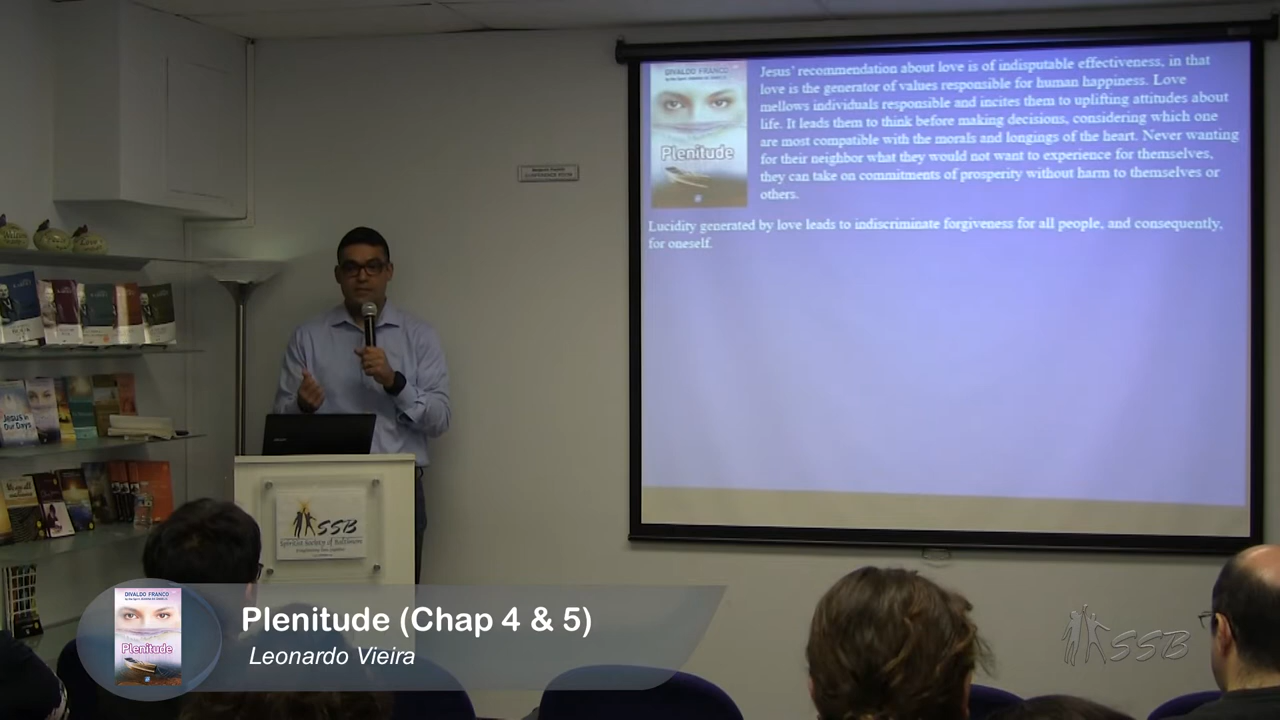 DIVALDO FRANCO
Plenitude
Jesus' recommendation about love is of indisputable effectiveness, in that
love is the generator of values responsible for human happiness. Love
mellows individuals responsible and incites them to uplifting attitudes about
life. It leads them to think before making decisions, considering which one
are most compatible with the morals and longings of the heart. Never wanting
for their neighbor what they would not want to experience for themselves,
they can take on commitments of prosperity without harm to themselves or
others.
Lucidity generated by love leads to indiscriminate forgiveness for all people, and consequently,
for oneself.
CONFERENCE ROOM
Love
Jesus in
Our Days
SSB
Spiritist Society of Baltimore
DIVALDO FRANCO
Plenitude
Plenitude (Chap 4 & 5)
Leonardo Vieira
SSB